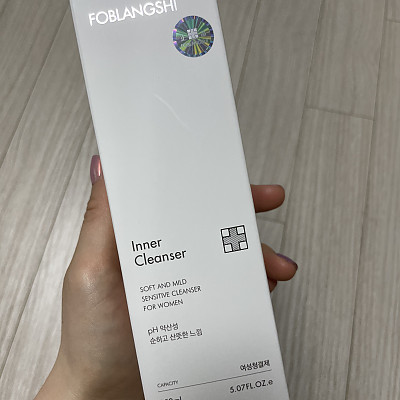 FOBLANGSHI
Inner
Cleanser
SOFT AND MILD
SENSITIVE CLEANSER
FOR WOMEN
pH 약산성
순하고 산뜻한 느낌
여성청결제
CAPACITY
5.07FL.OZ.e